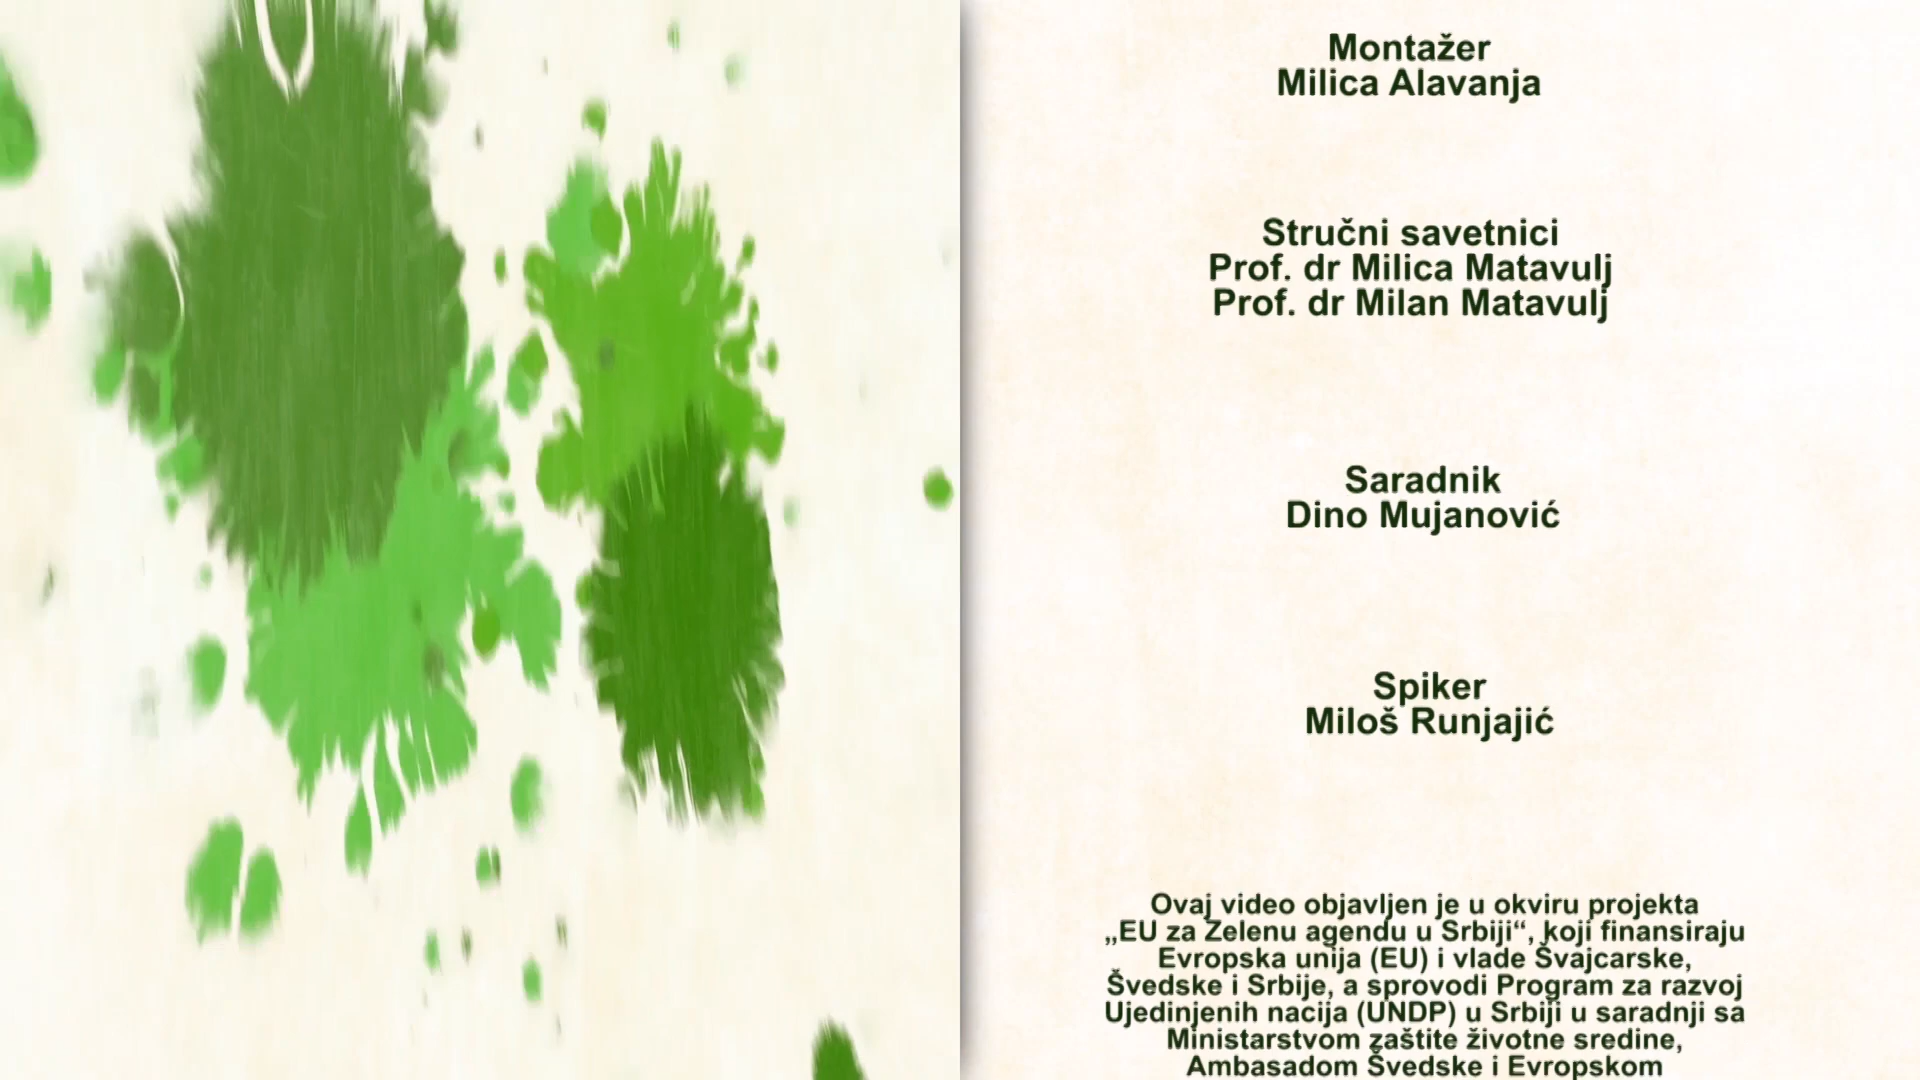 Montažer
Milica Alavanja
Stručni savetnici
Prof. dr Milica Matavulj
Prof. dr Milan Matavulj
Saradnik
Dino Mujanović
Spiker
Miloš Runjajić
Ovaj video objavljen je u okviru projekta
„EU za Zelenu agendu u Srbiji“, koji finansiraju
Evropska unija (EU) i vlade Švajcarske,
Švedske i Srbije, a sprovodi Program za razvoj
Ujedinjenih nacija (UNDP) u Srbiji u saradnji sa
Ministarstvom zaštite životne sredine,
Ambasadom Švedske i Evropskom